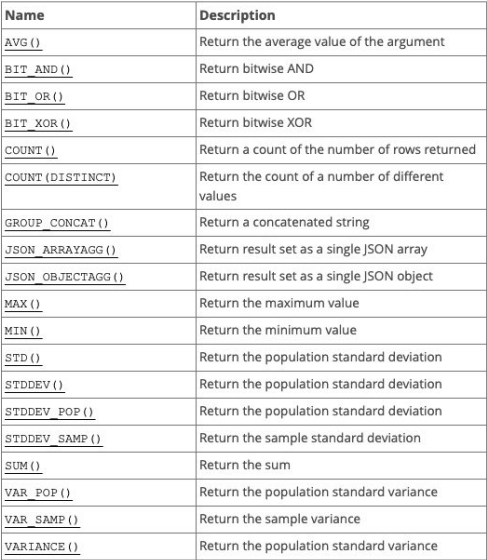 Name Description
AVG() Return the average value of the argument
BIT_AND() Return bitwise AND
BIT_OR() Return bitwise OR
BIT_XOR() Return bitwise XOR
COUNT() Return a count of the number of rows returned
COUNT(DISTINCT) Return the count of a number of different
values
GROUP_CONCAT() Return a concatenated string
JSON_ARRAYAGG() Return result set as a single JSON array
JSON_OBJECTAGG() Return result set as a single JSON object
MAX() Return the maximum value
MIN() Return the minimum value
STD() Return the population standard deviation
STDDEV() Return the population standard deviation
STDDEV_POP() Return the population standard deviation
STDDEV_SAMP() Return the sample standard deviation
SUM() Return the sum
VAR_POP() Return the population standard variance
VAR_SAMP() Return the sample variance
VARIANCE() Return the population standard variance